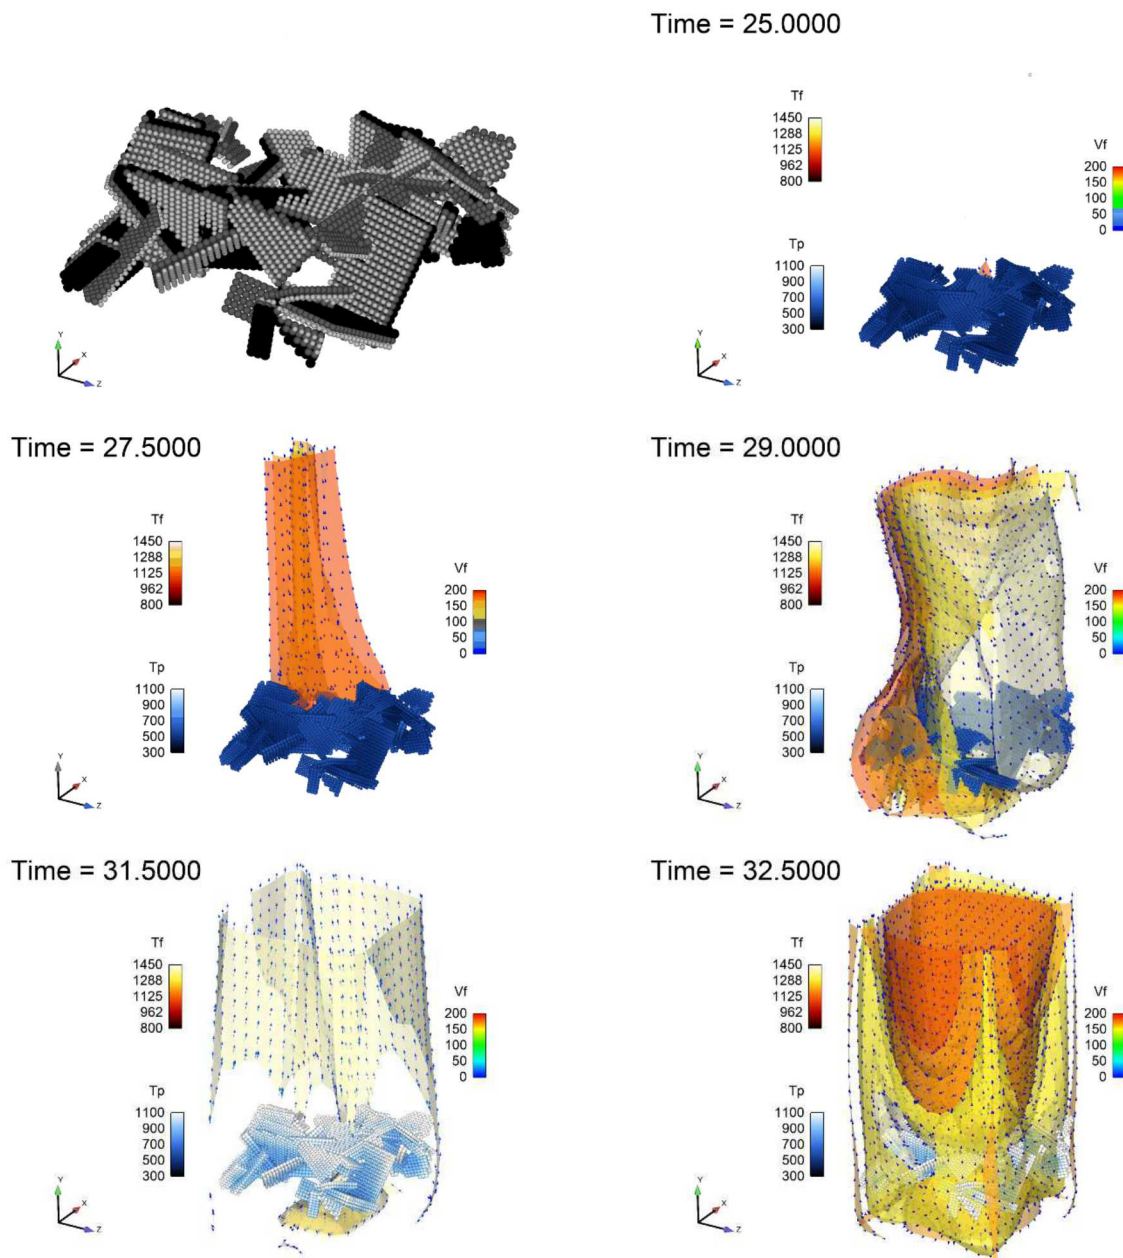 Time = 25.0000
Tf
1450
1288
1125
962
800
Vf
200
150
100
50
0
Tp
1100
900
700
500
300
Y
X
Z
Y
X
Z
Time = 27.5000
Tf
1450
1288
1125
962
800
Vf
200
150
100
50
0
Tp
1100
900
700
500
300
Y
X
Z
Time = 29.0000
Tf
1450
1288
1125
962
800
Vf
200
150
100
50
0
Tp
1100
900
700
500
300
Y
X
Z
Time = 31.5000
Tf
1450
1288
1125
962
800
Vf
200
150
100
50
0
Tp
1100
900
700
500
300
Y
X
Z
Time = 32.5000
Tf
1450
1288
1125
962
800
Vf
200
150
100
50
0
Tp
1100
900
700
500
300
Y
X
Z